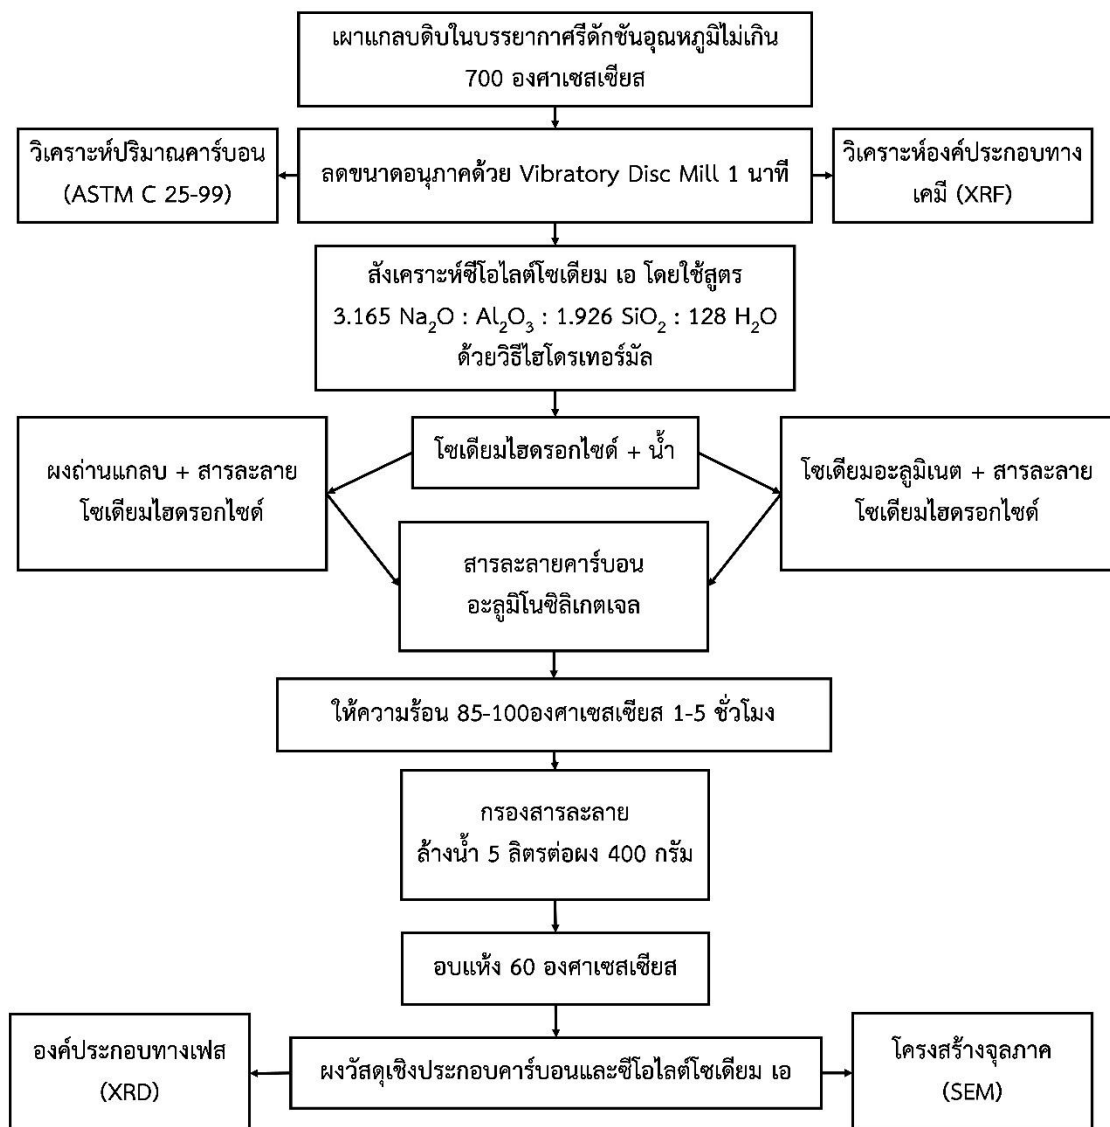 เผาแกลบดิบในบรรยากาศรีดักชันอุณหภูมิไม่เกิน
700 องศาเซสเซียส
วิเคราะห์ปริมาณคาร์บอน
(ASTM C 25-99)
ลดขนาดอนุภาคด้วย Vibratory Disc Mill 1 นาที
วิเคราะห์องค์ประกอบทาง
เคมี (XRF)
สังเคราะห์ซีโอไลต์โซเดียม เอ โดยใช้สูตร
3.165 Na₂O : Al₂O₃ : 1.926 SiO₂ : 128 H₂O
ด้วยวิธีไฮโดรเทอร์มัล
โซเดียมไฮดรอกไซด์ + น้ำ
ผงถ่านแกลบ + สารละลาย
โซเดียมไฮดรอกไซด์
โซเดียมอะลูมิเนต + สารละลาย
โซเดียมไฮดรอกไซด์
สารละลายคาร์บอน
อะลูมิโนซิลิเกตเจล
ให้ความร้อน 85-100องศาเซสเซียส 1-5 ชั่วโมง
กรองสารละลาย
ล้างน้ำ 5 ลิตรต่อผง 400 กรัม
อบแห้ง 60 องศาเซสเซียส
องค์ประกอบทางเฟส
(XRD)
ผงวัสดุเชิงประกอบคาร์บอนและซีโอไลต์โซเดียม เอ
โครงสร้างจุลภาค
(SEM)